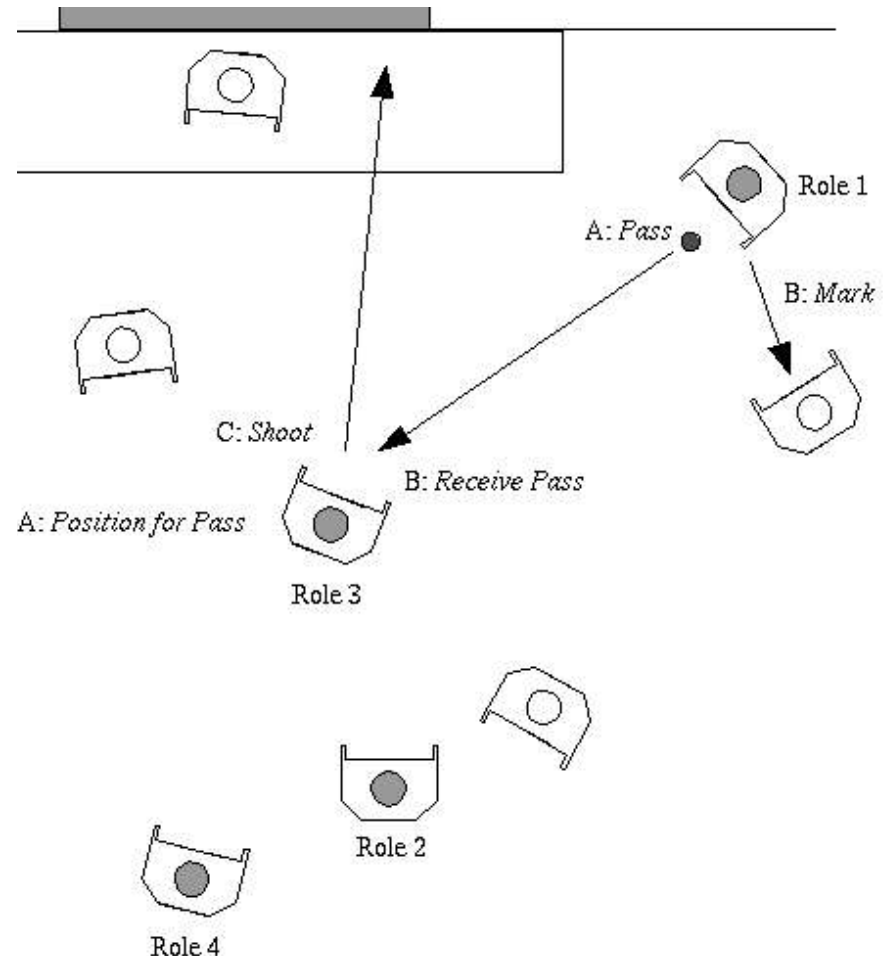 Role 1
A: Pass
B: Mark
C: Shoot
B: Receive Pass
A: Position for Pass
Role 3
Role 2
Role 4